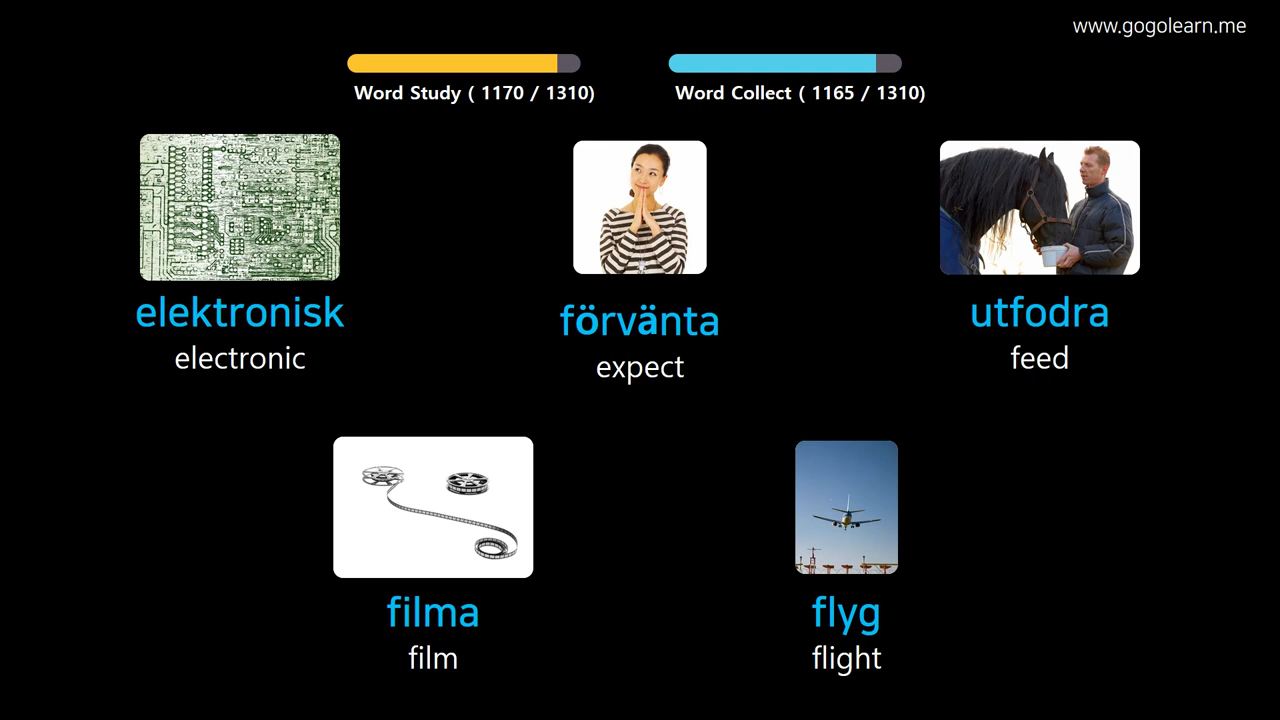 www.gogolearn.me
Word Study ( 1170 / 1310)
Word Collect ( 1165 / 1310)
elektronisk
electronic
förvänta
expect
utfodra
feed
filma
film
flyg
flight